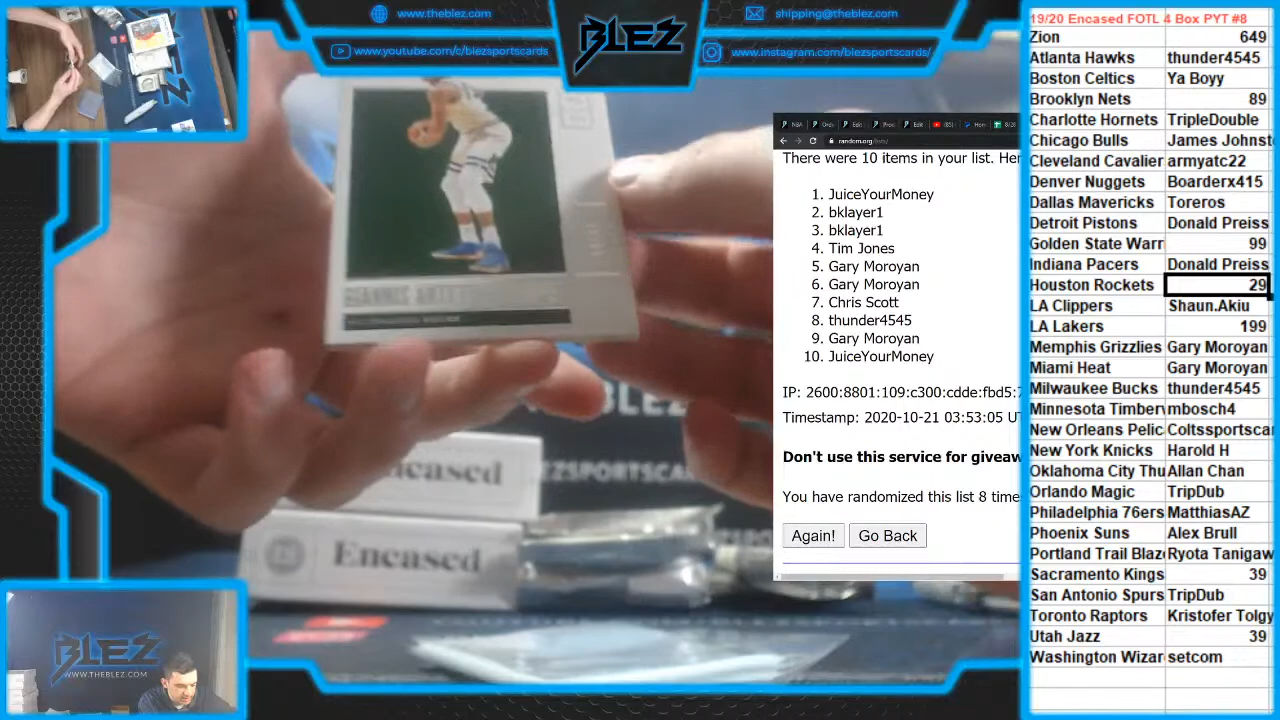 www.theblez.com
www.youtube.com/c/blezsportscards
BLEZ
shipping@theblez.com
www.instagram.com/blezsportscards/
19/20 Encased FOTL 4 Box PYT #8
Zion 649
Atlanta Hawks thunder4545
Boston Celtics Ya Boyy
Brooklyn Nets 89
Charlotte Hornets TripleDouble
Chicago Bulls James Johnst
Cleveland Cavalier armyatc22
Denver Nuggets Boarderx415
Dallas Mavericks Toreros
Detroit Pistons Donald Preiss
Golden State Warri 99
Indiana Pacers Donald Preiss
Houston Rockets 29
LA Clippers Shaun.Akiu
LA Lakers 199
Memphis Grizzlies Gary Moroyan
Miami Heat Gary Moroyan
Milwaukee Bucks thunder4545
Minnesota Timberv mbosch4
New Orleans Pelic Coltssportscar
New York Knicks Harold H
Oklahoma City Thu Allan Chan
Orlando Magic TripDub
Philadelphia 76ers MatthiasAZ
Phoenix Suns Alex Brull
Portland Trail Blaze Ryota Tanigaw
Sacramento Kings 39
San Antonio Spurs TripDub
Toronto Raptors Kristofer Tolgy
Utah Jazz 39
Washington Wizar setcom
random.org/lists/
There were 10 items in your list. Her
1. JuiceYourMoney
2. bklayer1
3. bklayer1
4. Tim Jones
5. Gary Moroyan
6. Gary Moroyan
7. Chris Scott
8. thunder4545
9. Gary Moroyan
10. JuiceYourMoney
IP: 2600:8801:109:c300:cdde:fbd5:7
Timestamp: 2020-10-21 03:53:05 U
Don't use this service for giveaw
You have randomized this list 8 time
Again! Go Back
GIANNIS
Encased
Encased
BLEZSPORTSCAR
BLEZ
WWW.THEBLEZ.COM